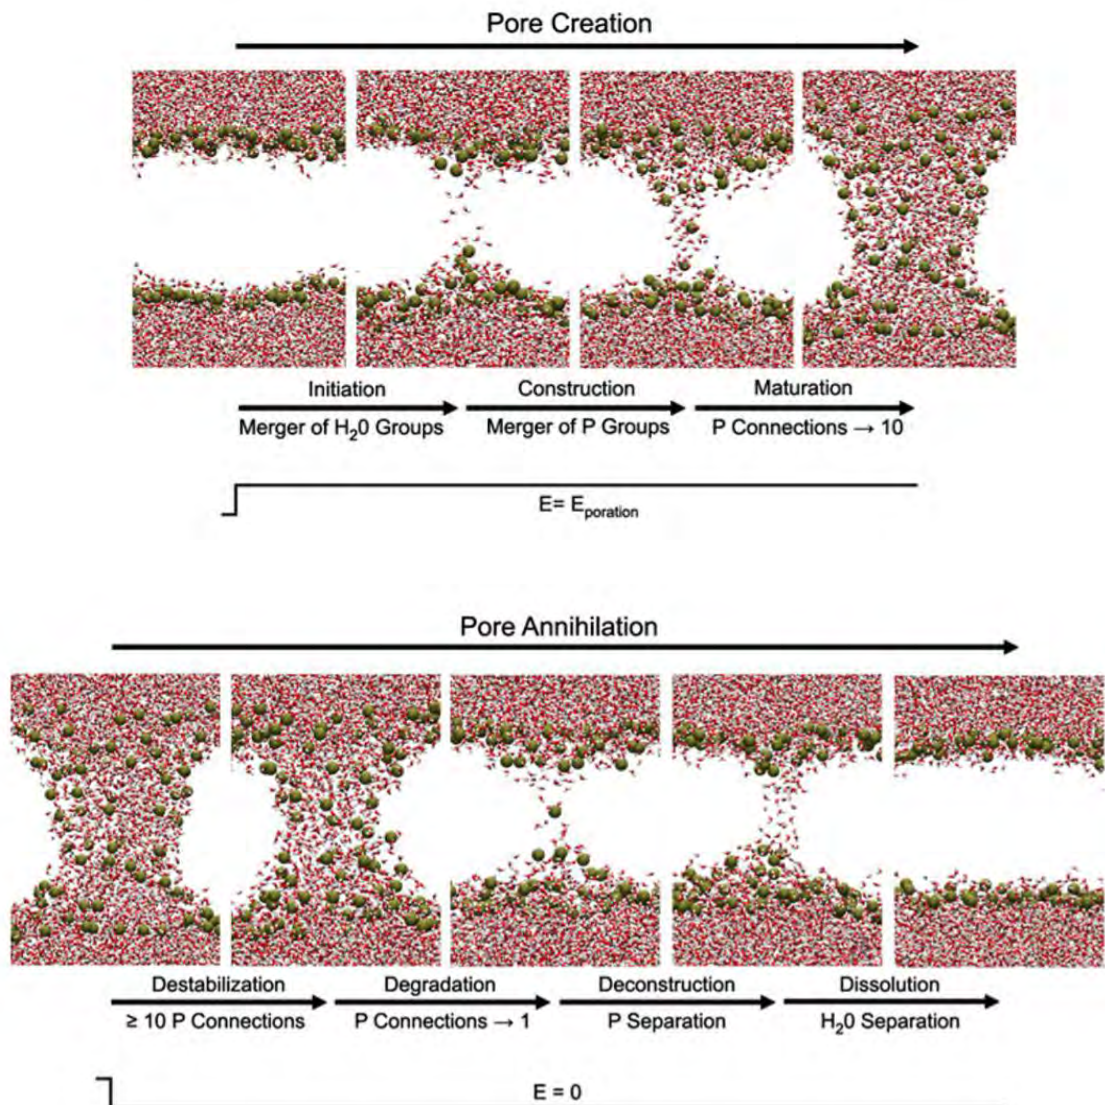 Pore Creation
Initiation Construction Maturation
Merger of H₂0 Groups Merger of P Groups P Connections → 10
E= Eporation
Pore Annihilation
Destabilization Degradation Deconstruction Dissolution
≥ 10 P Connections P Connections → 1 P Separation H₂0 Separation
E = 0